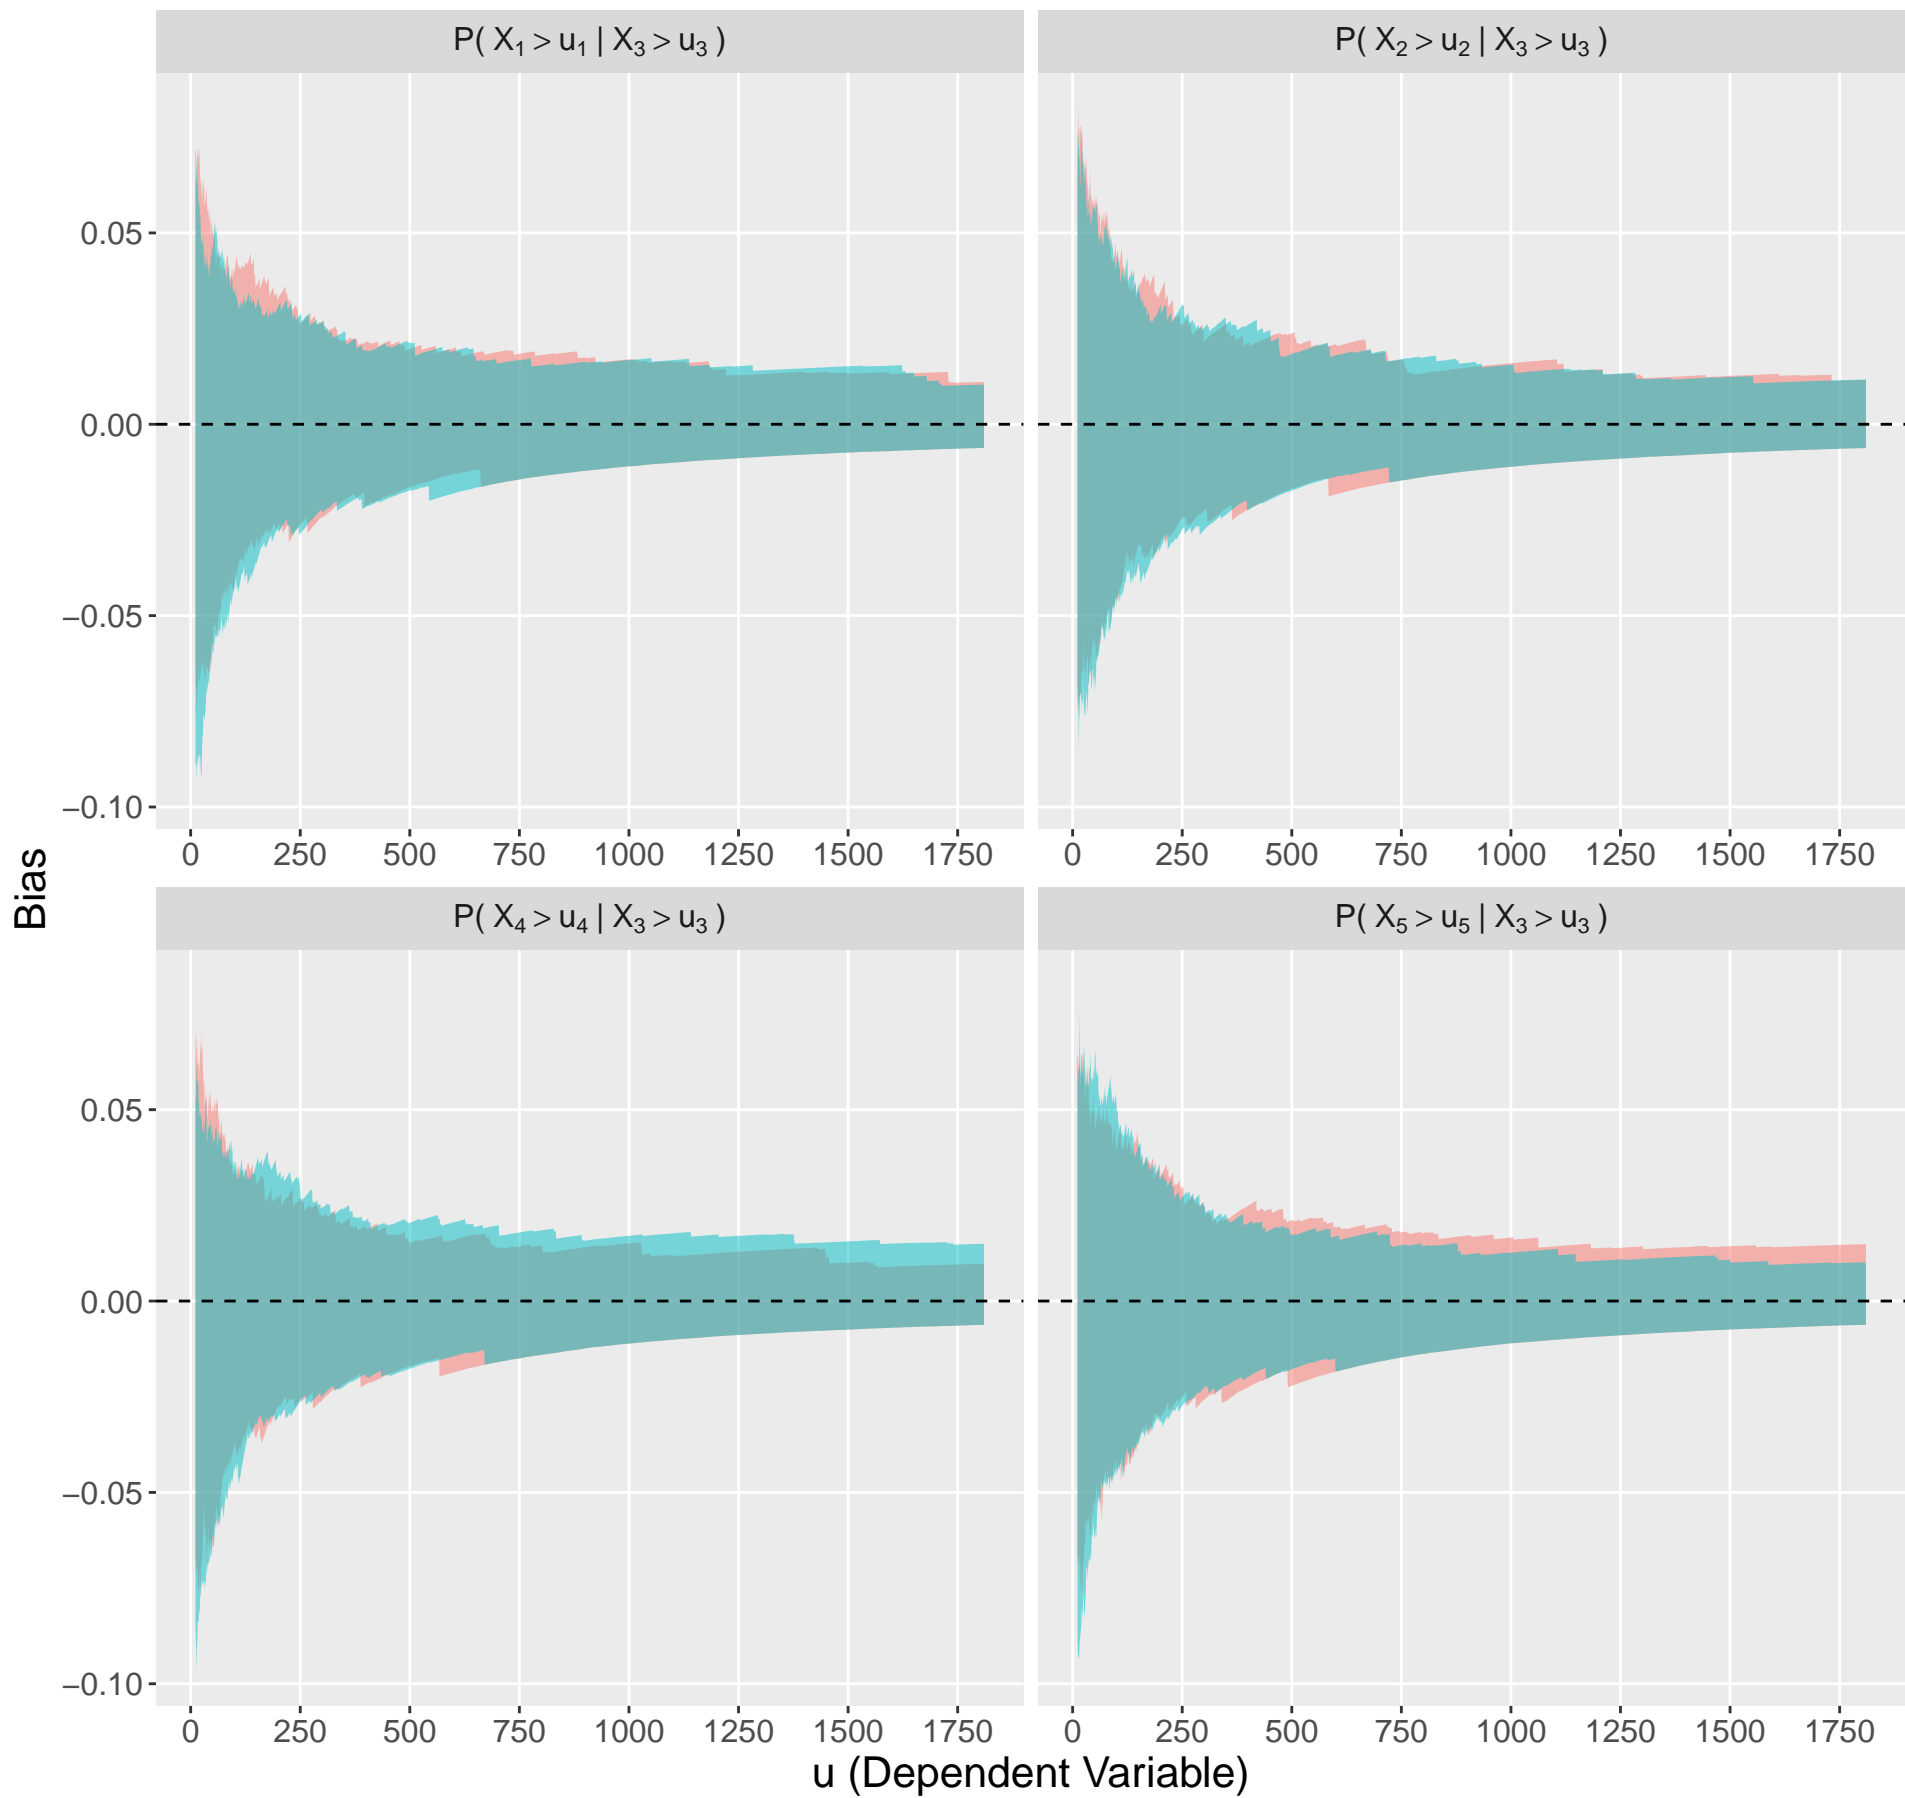 P( X₁ > u₁ | X₃ > u₃ )
P( X₂ > u₂ | X₃ > u₃ )
0.05
0.00
−0.05
−0.10
0 250 500 750 1000 1250 1500 1750
0 250 500 750 1000 1250 1500 1750
Bias
P( X₄ > u₄ | X₃ > u₃ )
P( X₅ > u₅ | X₃ > u₃ )
0.05
0.00
−0.05
−0.10
0 250 500 750 1000 1250 1500 1750
0 250 500 750 1000 1250 1500 1750
u (Dependent Variable)